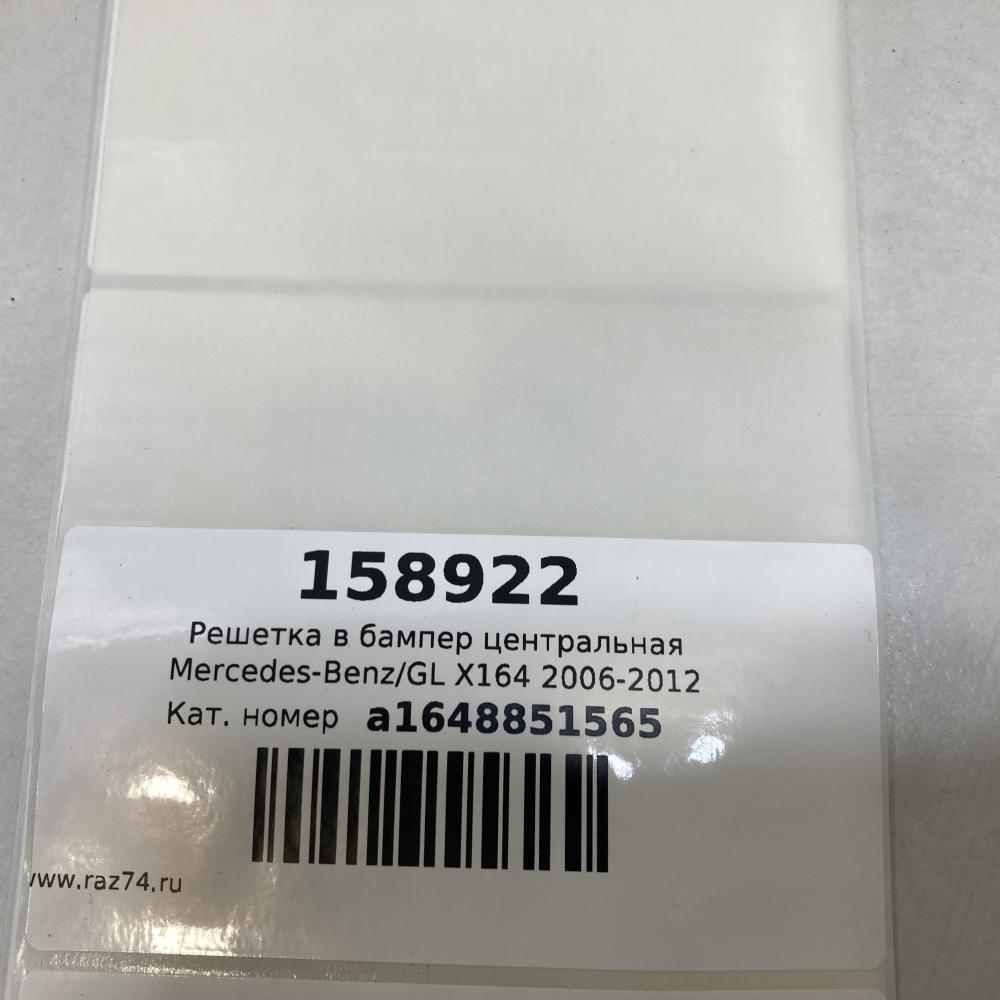 158922
Решетка в бампер центральная
Mercedes-Benz/GL X164 2006-2012
Кат. номер a1648851565
www.raz74.ru